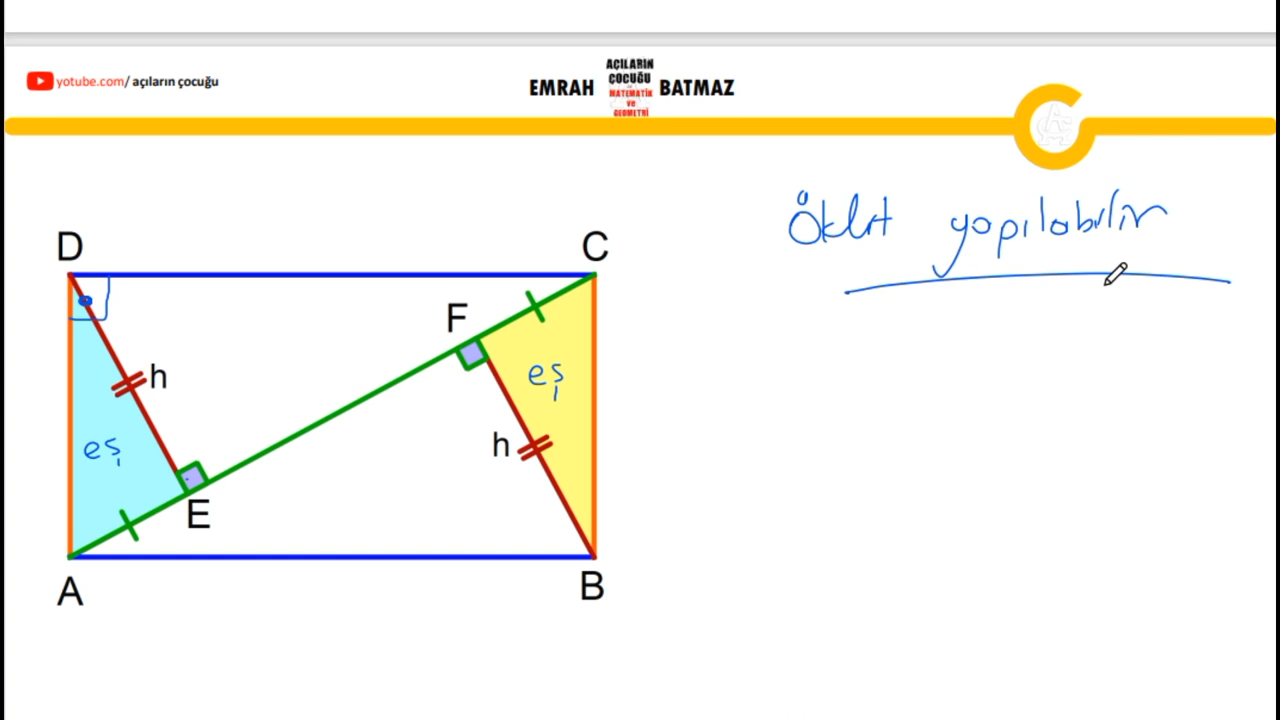 yotube.com/ açıların çocuğu
EMRAH
AÇILARIN
ÇOCUĞU
MATEMATİK
ve
GEOMETRİ
BATMAZ
Öklit yapılabilir
D
C
F
h
eş
h
eş
E
A
B